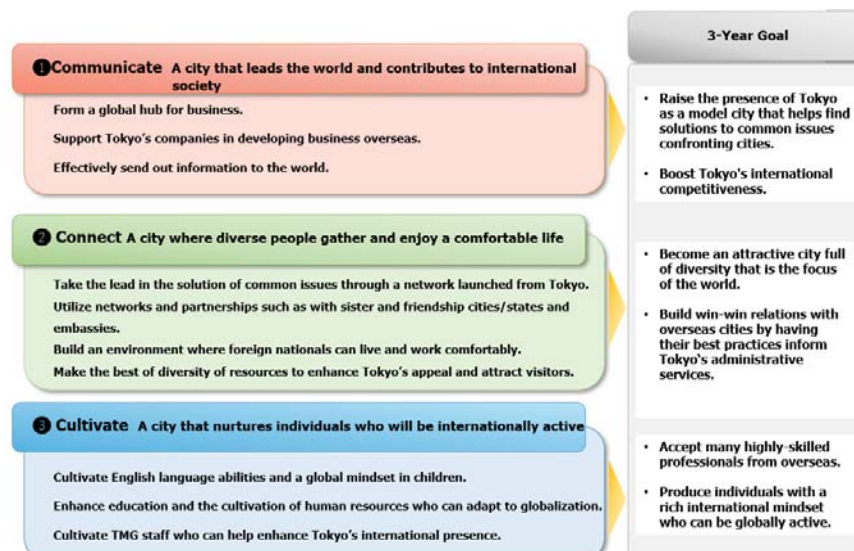 3-Year Goal
❶Communicate A city that leads the world and contributes to international
society
Form a global hub for business.
Support Tokyo's companies in developing business overseas.
Effectively send out information to the world.
• Raise the presence of Tokyo
as a model city that helps find
solutions to common issues
confronting cities.
• Boost Tokyo's international
competitiveness.
❷ Connect A city where diverse people gather and enjoy a comfortable life
Take the lead in the solution of common issues through a network launched from Tokyo.
Utilize networks and partnerships such as with sister and friendship cities/states and
embassies.
Build an environment where foreign nationals can live and work comfortably.
Make the best of diversity of resources to enhance Tokyo's appeal and attract visitors.
• Become an attractive city full
of diversity that is the focus
of the world.
• Build win-win relations with
overseas cities by having
their best practices inform
Tokyo's administrative
services.
❸ Cultivate A city that nurtures individuals who will be internationally active
Cultivate English language abilities and a global mindset in children.
Enhance education and the cultivation of human resources who can adapt to globalization.
Cultivate TMG staff who can help enhance Tokyo's international presence.
• Accept many highly-skilled
professionals from overseas.
• Produce individuals with a
rich international mindset
who can be globally active.